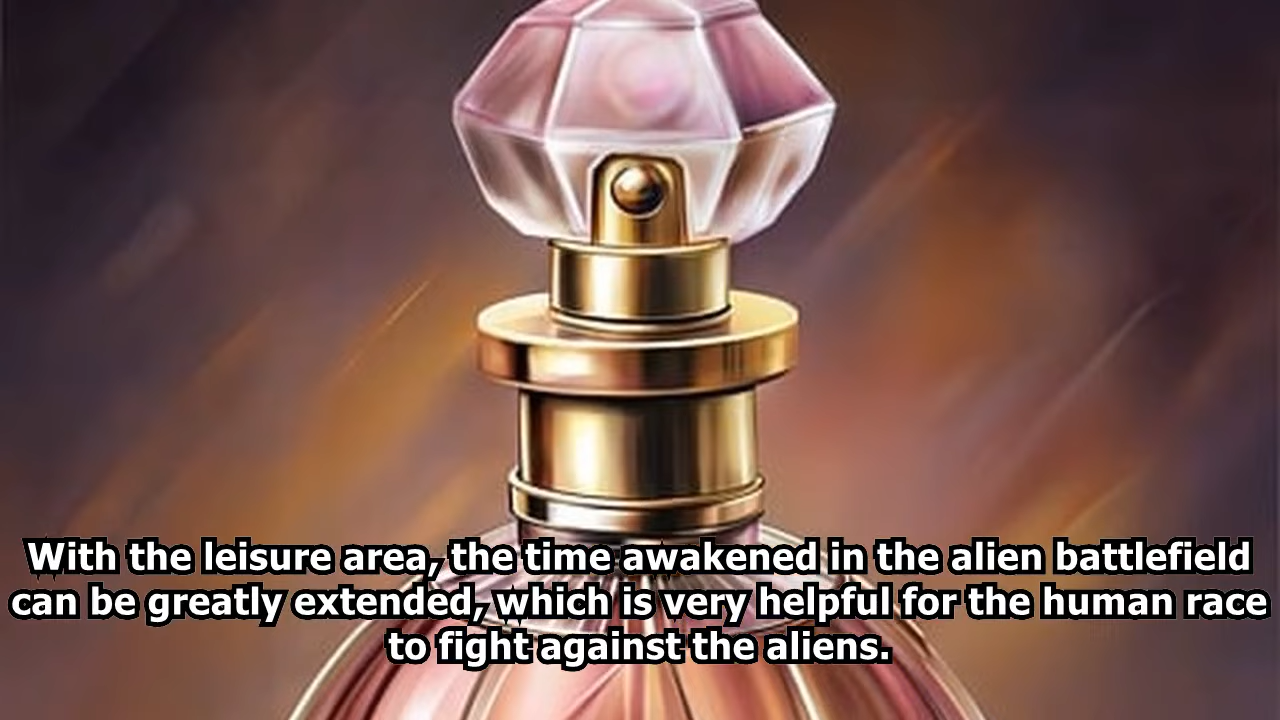 With the leisure area, the time awakened in the alien battlefield
can be greatly extended, which is very helpful for the human race
to fight against the aliens.